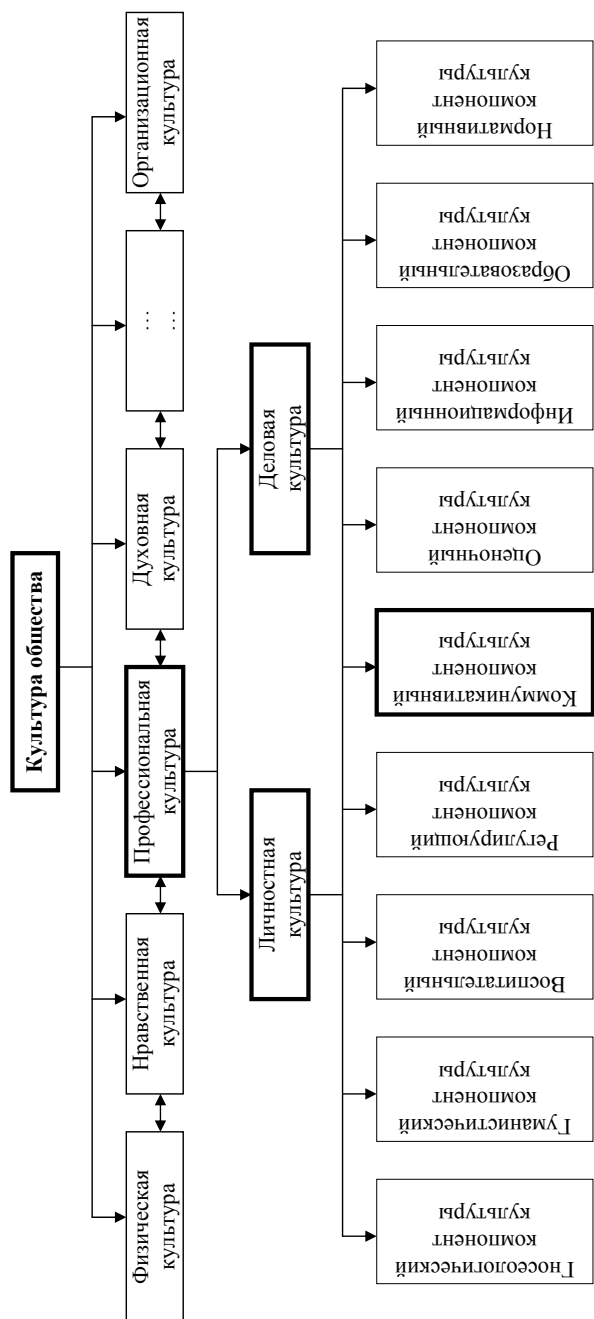 Культура общества
Физическая
культура
Нравственная
культура
Профессиональная
культура
Духовная
культура
…
…
Организационная
культура
Личностная
культура
Деловая
культура
Гносеологический
компонент
культуры
Гуманистический
компонент
культуры
Воспитательный
компонент
культуры
Регулирующий
компонент
культуры
Коммуникативный
компонент
культуры
Оценочный
компонент
культуры
Информационный
компонент
культуры
Образовательный
компонент
культуры
Нормативный
компонент
культуры